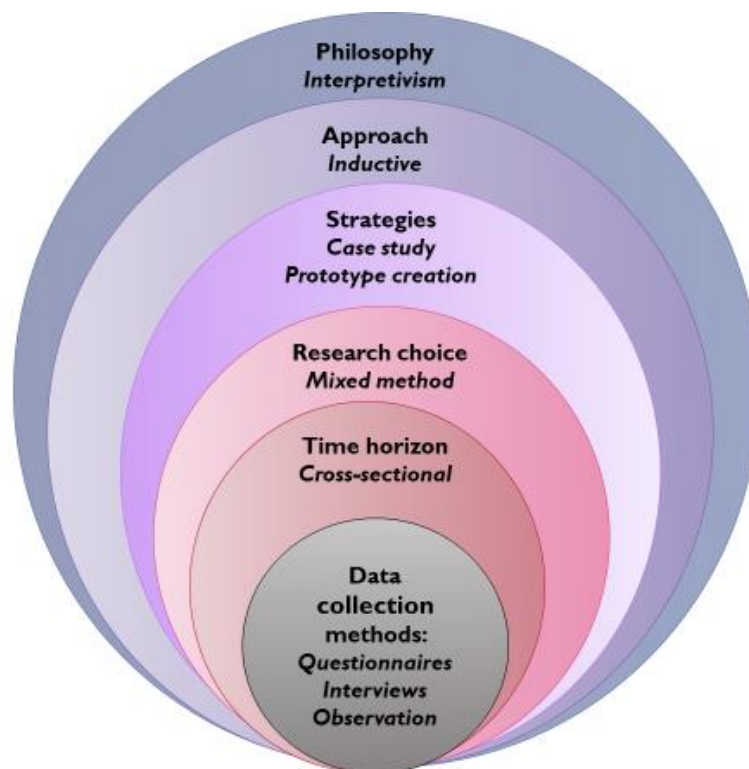 Philosophy
Interpretivism
Approach
Inductive
Strategies
Case study
Prototype creation
Research choice
Mixed method
Time horizon
Cross-sectional
Data
collection
methods:
Questionnaires
Interviews
Observation